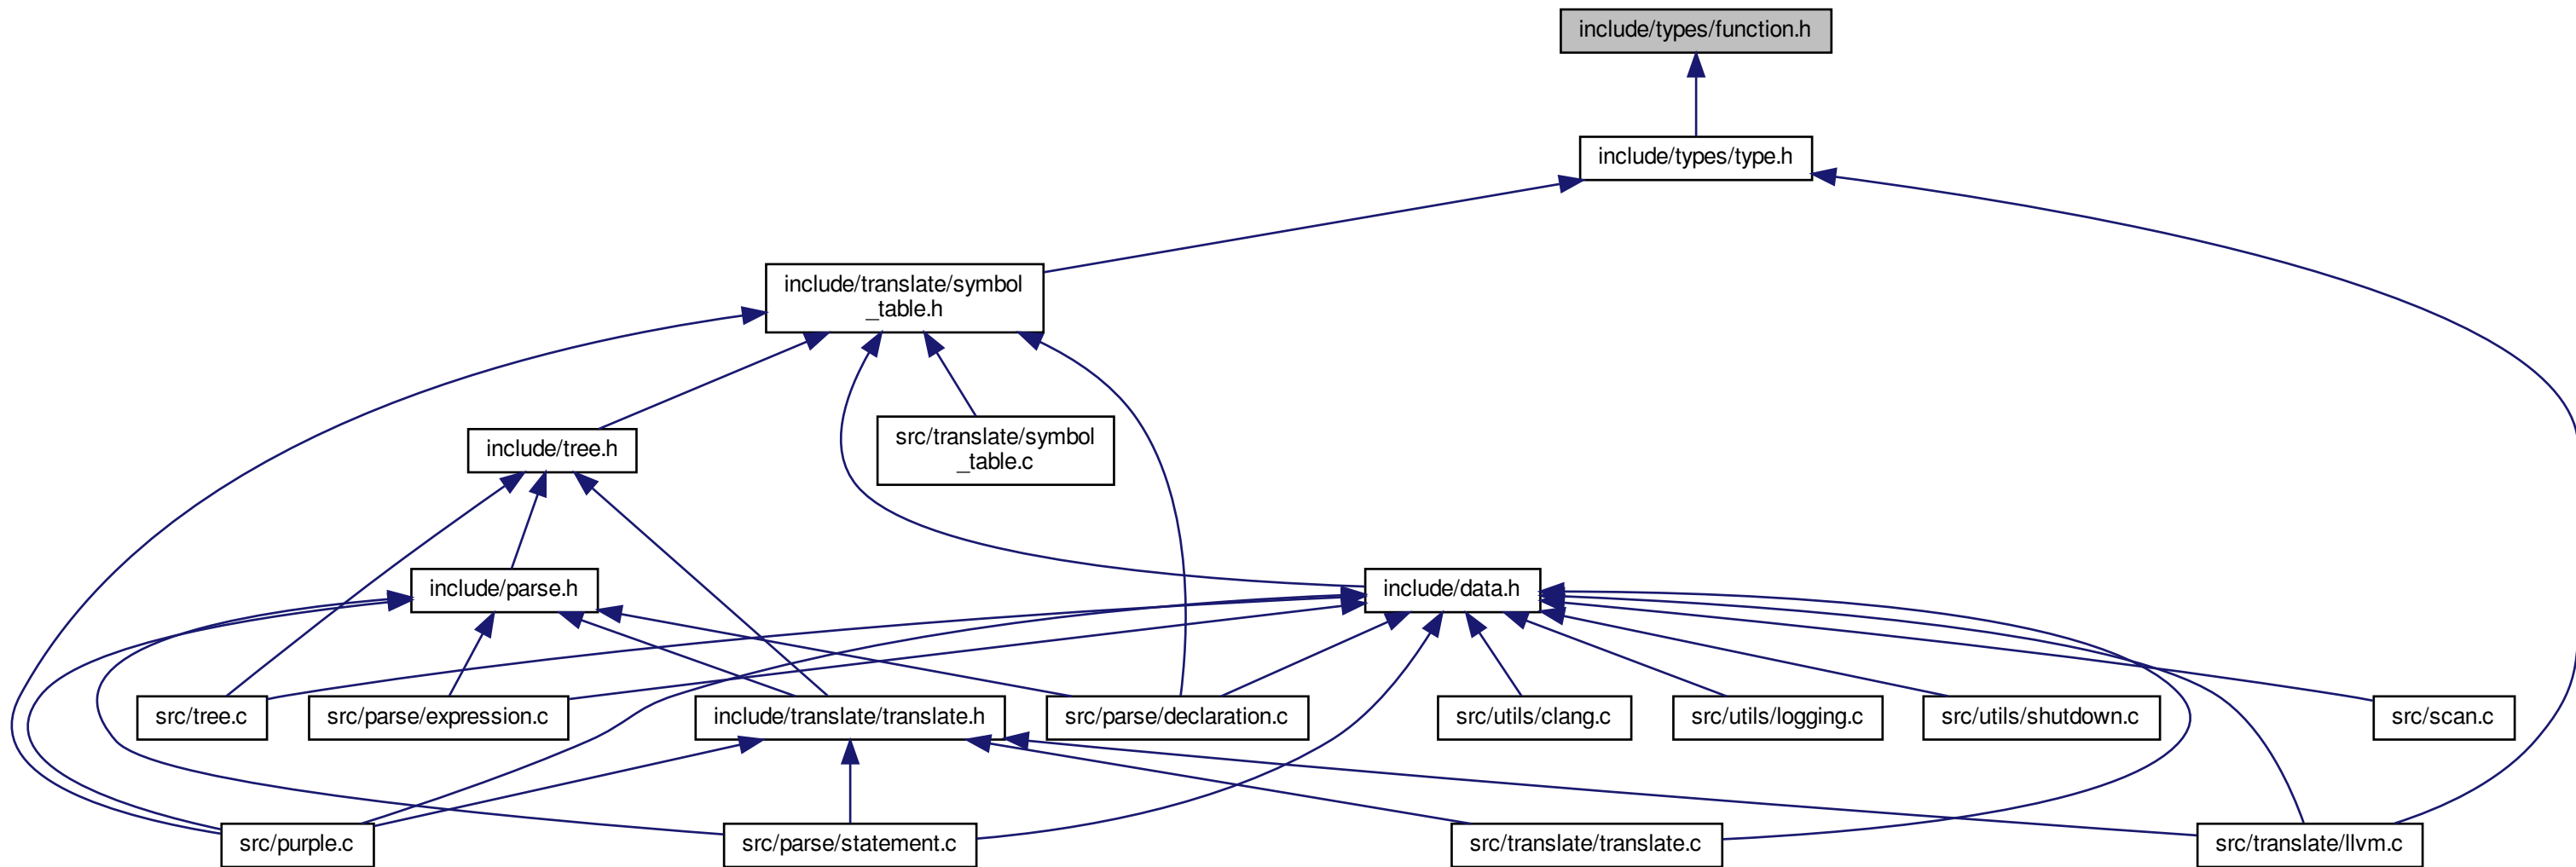 include/types/function.h
include/types/type.h
include/translate/symbol
_table.h
include/tree.h
src/translate/symbol
_table.c
include/parse.h
include/data.h
src/tree.c
src/parse/expression.c
include/translate/translate.h
src/parse/declaration.c
src/utils/clang.c
src/utils/logging.c
src/utils/shutdown.c
src/scan.c
src/purple.c
src/parse/statement.c
src/translate/translate.c
src/translate/llvm.c